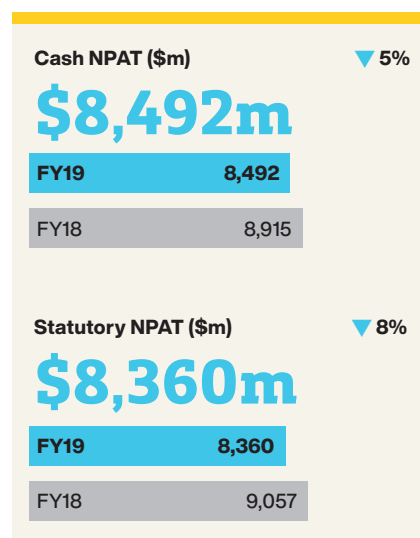 Cash NPAT ($m) ▼ 5%
$8,492m
FY19 8,492
FY18 8,915
Statutory NPAT ($m) ▼ 8%
$8,360m
FY19 8,360
FY18 9,057